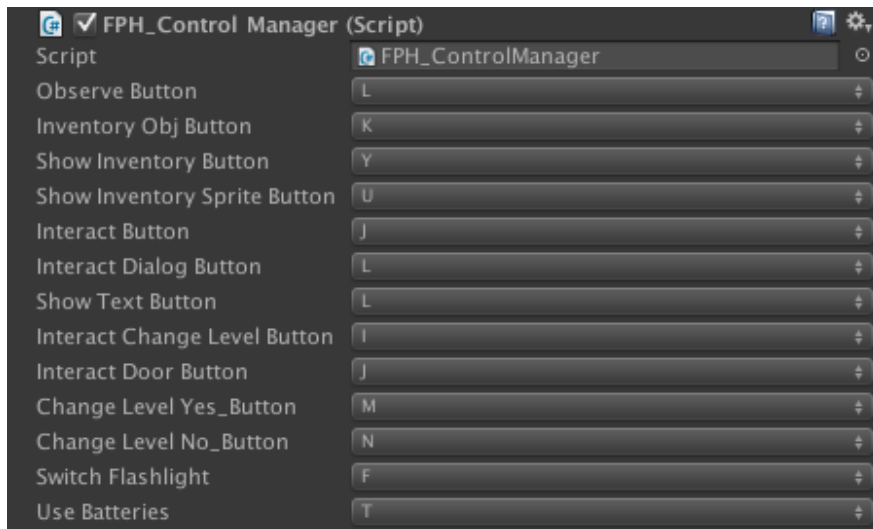 FPH_Control Manager (Script)
Script FPH_ControlManager
Observe Button L
Inventory Obj Button K
Show Inventory Button Y
Show Inventory Sprite Button U
Interact Button J
Interact Dialog Button L
Show Text Button L
Interact Change Level Button I
Interact Door Button J
Change Level Yes_Button M
Change Level No_Button N
Switch Flashlight F
Use Batteries T